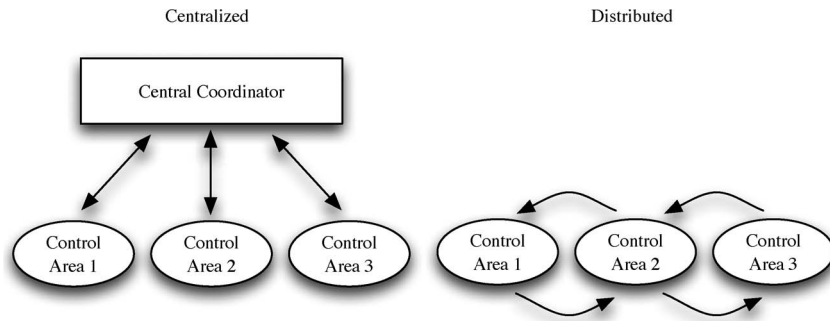 Centralized
Central Coordinator
Control
Area 1
Control
Area 2
Control
Area 3
Distributed
Control
Area 1
Control
Area 2
Control
Area 3